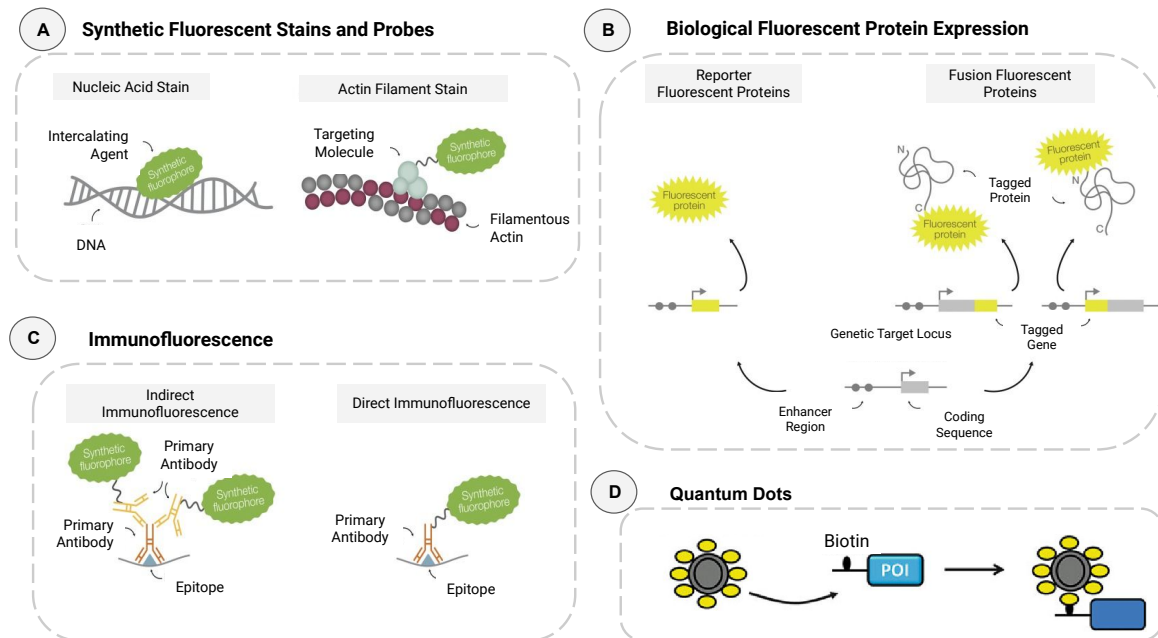 A
Synthetic Fluorescent Stains and Probes
Nucleic Acid Stain
Intercalating
Agent
Synthetic
fluorophore
DNA
Actin Filament Stain
Targeting
Molecule
Synthetic
fluorophore
Filamentous
Actin
B
Biological Fluorescent Protein Expression
Reporter
Fluorescent Proteins
Fluorescent
protein
Fusion Fluorescent
Proteins
N
C
Fluorescent
protein
Tagged
Protein
Fluorescent
protein
N
C
Genetic Target Locus
Tagged
Gene
Enhancer
Region
Coding
Sequence
C
Immunofluorescence
Indirect
Immunofluorescence
Synthetic
fluorophore
Primary
Antibody
Synthetic
fluorophore
Primary
Antibody
Epitope
Direct Immunofluorescence
Synthetic
fluorophore
Primary
Antibody
Epitope
D
Quantum Dots
Biotin
POI